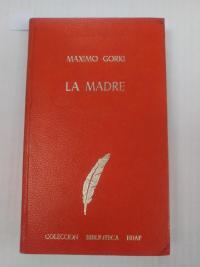 MAXIMO GORKI
LA MADRE
COLECCION BIBLIOTECA EDAF